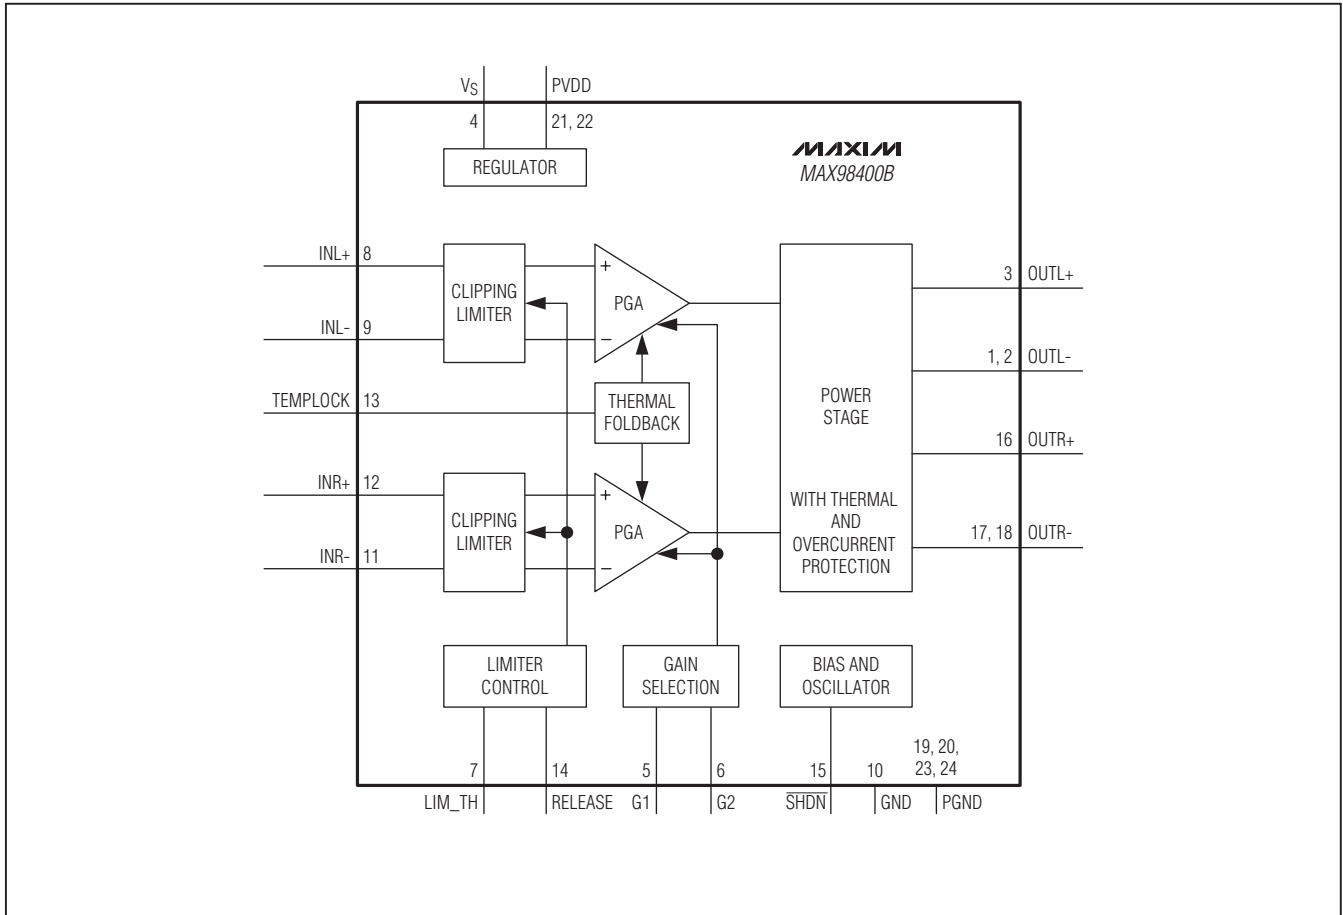 VS PVDD
4 21, 22
REGULATOR
MAXIM
MAX98400B
INL+ 8
INL- 9
CLIPPING
LIMITER
+
PGA
−
3 OUTL+
1, 2 OUTL-
TEMPLOCK 13
THERMAL
FOLDBACK
POWER
STAGE
16 OUTR+
INR+ 12
INR- 11
CLIPPING
LIMITER
+
PGA
−
WITH THERMAL
AND
OVERCURRENT
PROTECTION
17, 18 OUTR-
LIMITER
CONTROL
GAIN
SELECTION
BIAS AND
OSCILLATOR
7 14 5 6 15 10 19, 20,
23, 24
LIM_TH RELEASE G1 G2 SHDN GND PGND